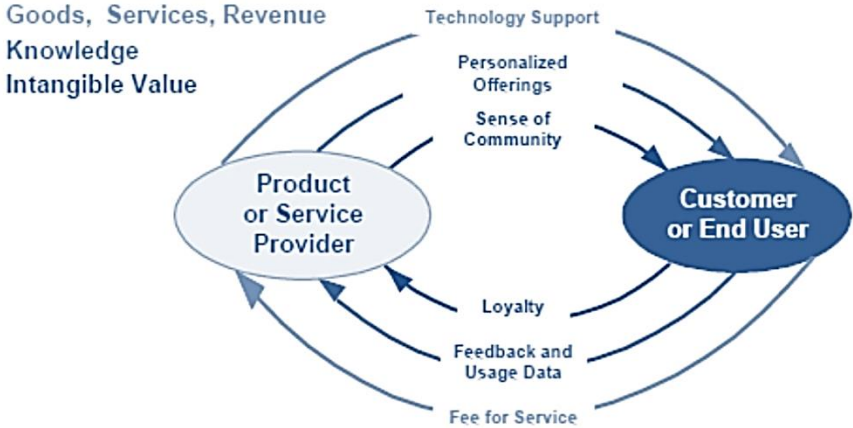 Goods, Services, Revenue
Knowledge
Intangible Value
Technology Support
Personalized
Offerings
Sense of
Community
Product
or Service
Provider
Customer
or End User
Loyalty
Feedback and
Usage Data
Fee for Service